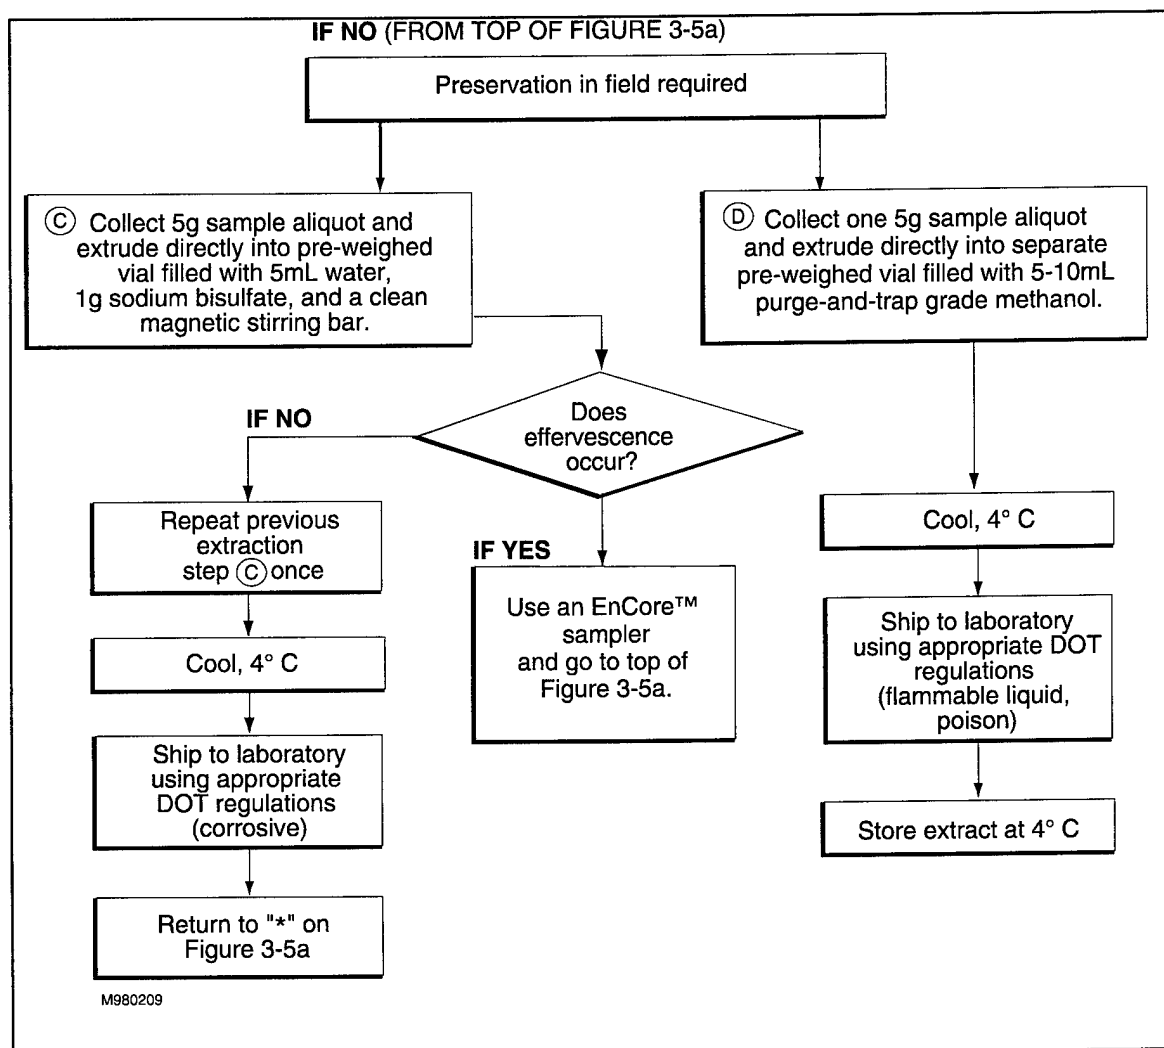 IF NO (FROM TOP OF FIGURE 3-5a)
Preservation in field required
Ⓒ Collect 5g sample aliquot and
extrude directly into pre-weighed
vial filled with 5mL water,
1g sodium bisulfate, and a clean
magnetic stirring bar.
Ⓓ Collect one 5g sample aliquot
and extrude directly into separate
pre-weighed vial filled with 5-10mL
purge-and-trap grade methanol.
Does
effervescence
occur?
IF NO
Repeat previous
extraction
step Ⓒ once
Cool, 4° C
Ship to laboratory
using appropriate
DOT regulations
(corrosive)
Return to "*" on
Figure 3-5a
IF YES
Use an EnCore™
sampler
and go to top of
Figure 3-5a.
Cool, 4° C
Ship to laboratory
using appropriate DOT
regulations
(flammable liquid,
poison)
Store extract at 4° C
M980209